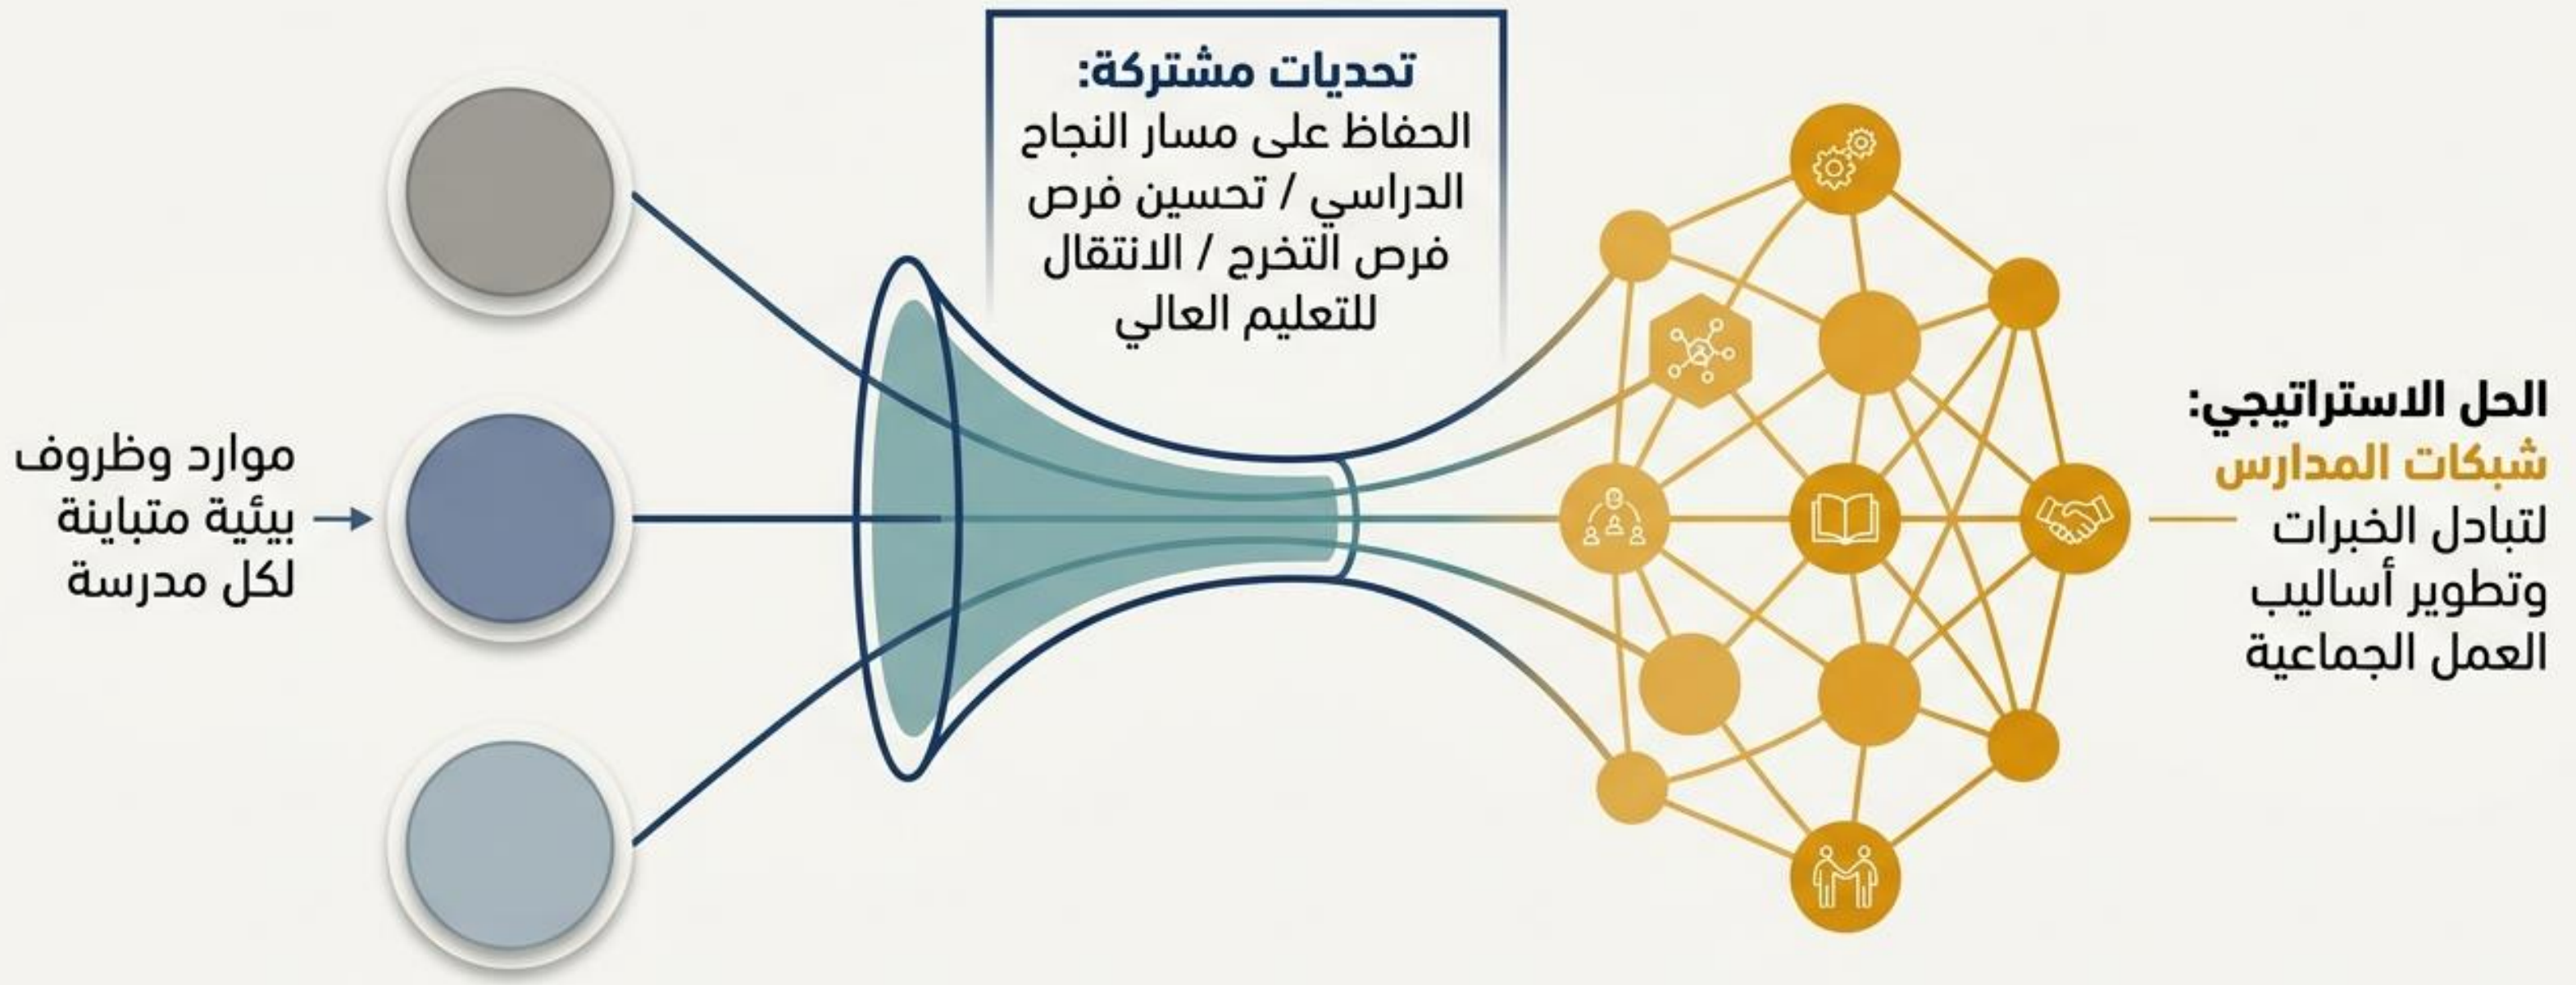 تحديات مشتركة:
الحفاظ على مسار النجاح
الدراسي / تحسين فرص
فرص التخرج / الانتقال
للتعليم العالي
موارد وظروف
بيئية متباينة
لكل مدرسة
الحل الاستراتيجي:
شبكات المدارس
لتبادل الخبرات
وتطوير أساليب
العمل الجماعية